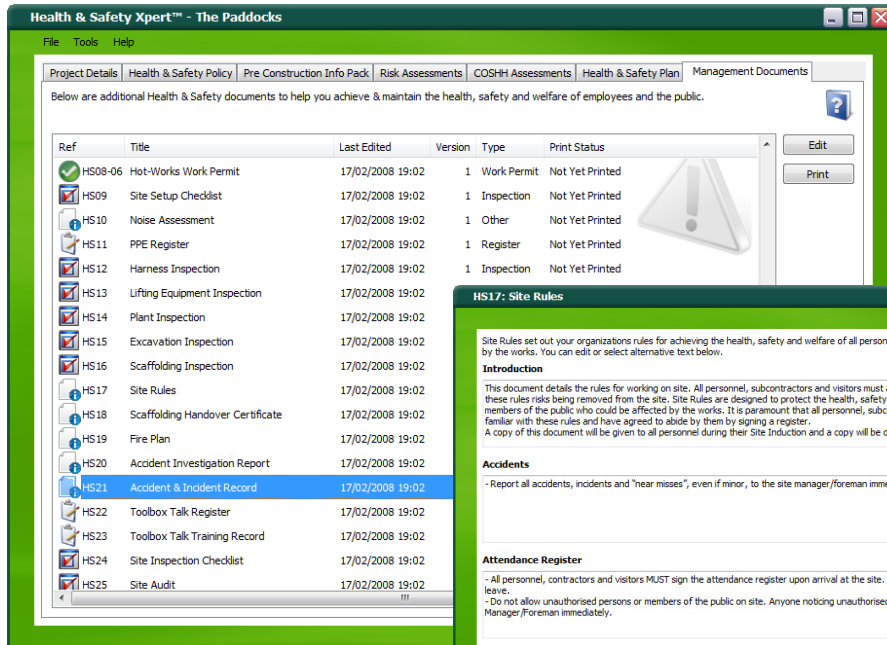 Health & Safety Xpert™ - The Paddocks
File Tools Help
Project Details Health & Safety Policy Pre Construction Info Pack Risk Assessments COSHH Assessments Health & Safety Plan Management Documents
Below are additional Health & Safety documents to help you achieve & maintain the health, safety and welfare of employees and the public.
Ref Title Last Edited Version Type Print Status
Edit
Print
HS08-06 Hot-Works Work Permit 17/02/2008 19:02 1 Work Permit Not Yet Printed
HS09 Site Setup Checklist 17/02/2008 19:02 1 Inspection Not Yet Printed
HS10 Noise Assessment 17/02/2008 19:02 1 Other Not Yet Printed
HS11 PPE Register 17/02/2008 19:02 1 Register Not Yet Printed
HS12 Harness Inspection 17/02/2008 19:02 1 Inspection Not Yet Printed
HS13 Lifting Equipment Inspection 17/02/2008 19:02
HS14 Plant Inspection 17/02/2008 19:02
HS15 Excavation Inspection 17/02/2008 19:02
HS16 Scaffolding Inspection 17/02/2008 19:02
HS17 Site Rules 17/02/2008 19:02
HS18 Scaffolding Handover Certificate 17/02/2008 19:02
HS19 Fire Plan 17/02/2008 19:02
HS20 Accident Investigation Report 17/02/2008 19:02
HS21 Accident & Incident Record 17/02/2008 19:02
HS22 Toolbox Talk Register 17/02/2008 19:02
HS23 Toolbox Talk Training Record 17/02/2008 19:02
HS24 Site Inspection Checklist 17/02/2008 19:02
HS25 Site Audit 17/02/2008 19:02
HS17: Site Rules
Site Rules set out your organizations rules for achieving the health, safety and welfare of all person
by the works. You can edit or select alternative text below.
Introduction
This document details the rules for working on site. All personnel, subcontractors and visitors must a
these rules risks being removed from the site. Site Rules are designed to protect the health, safety
members of the public who could be affected by the works. It is paramount that all personnel, subc
familiar with these rules and have agreed to abide by them by signing a register.
A copy of this document will be given to all personnel during their Site Induction and a copy will be d
Accidents
- Report all accidents, incidents and "near misses", even if minor, to the site manager/foreman imme
Attendance Register
- All personnel, contractors and visitors MUST sign the attendance register upon arrival at the site.
leave.
- Do not allow unauthorised persons or members of the public on site. Anyone noticing unauthorised
Manager/Foreman immediately.